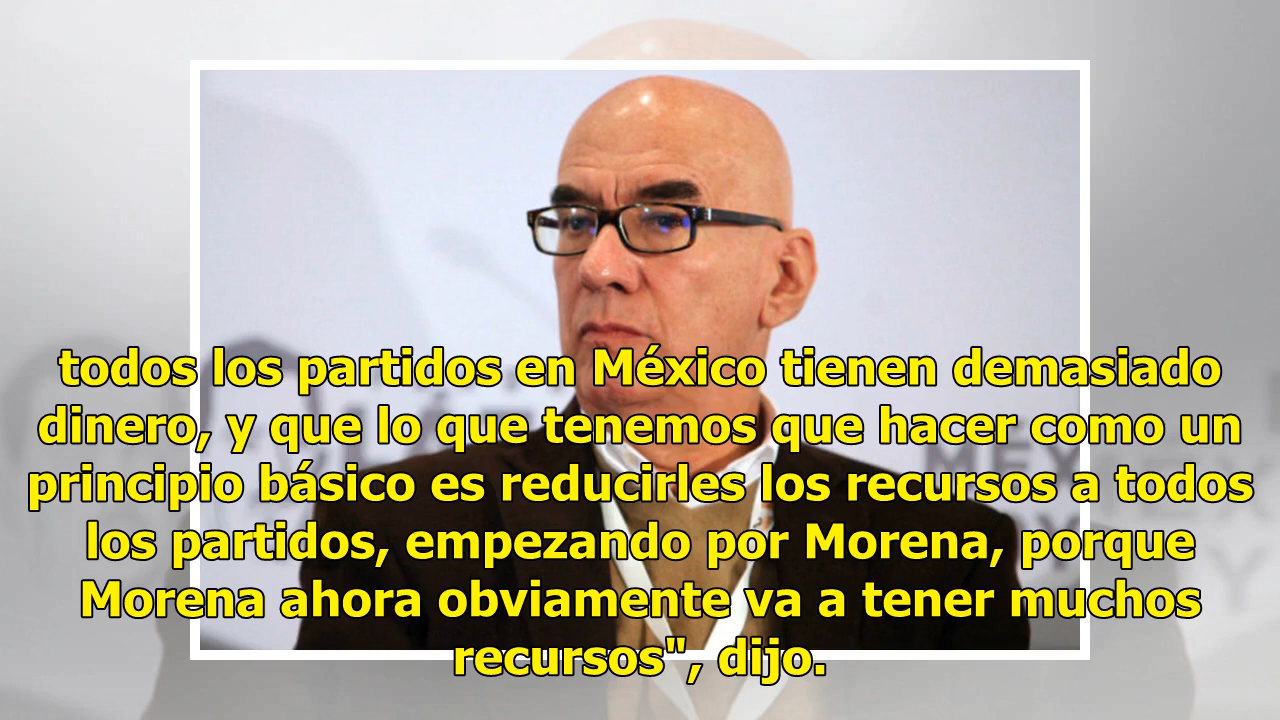 todos los partidos en México tienen demasiado
dinero, y que lo que tenemos que hacer como un
principio básico es reducirles los recursos a todos
los partidos, empezando por Morena, porque
Morena ahora obviamente va a tener muchos
recursos", dijo.